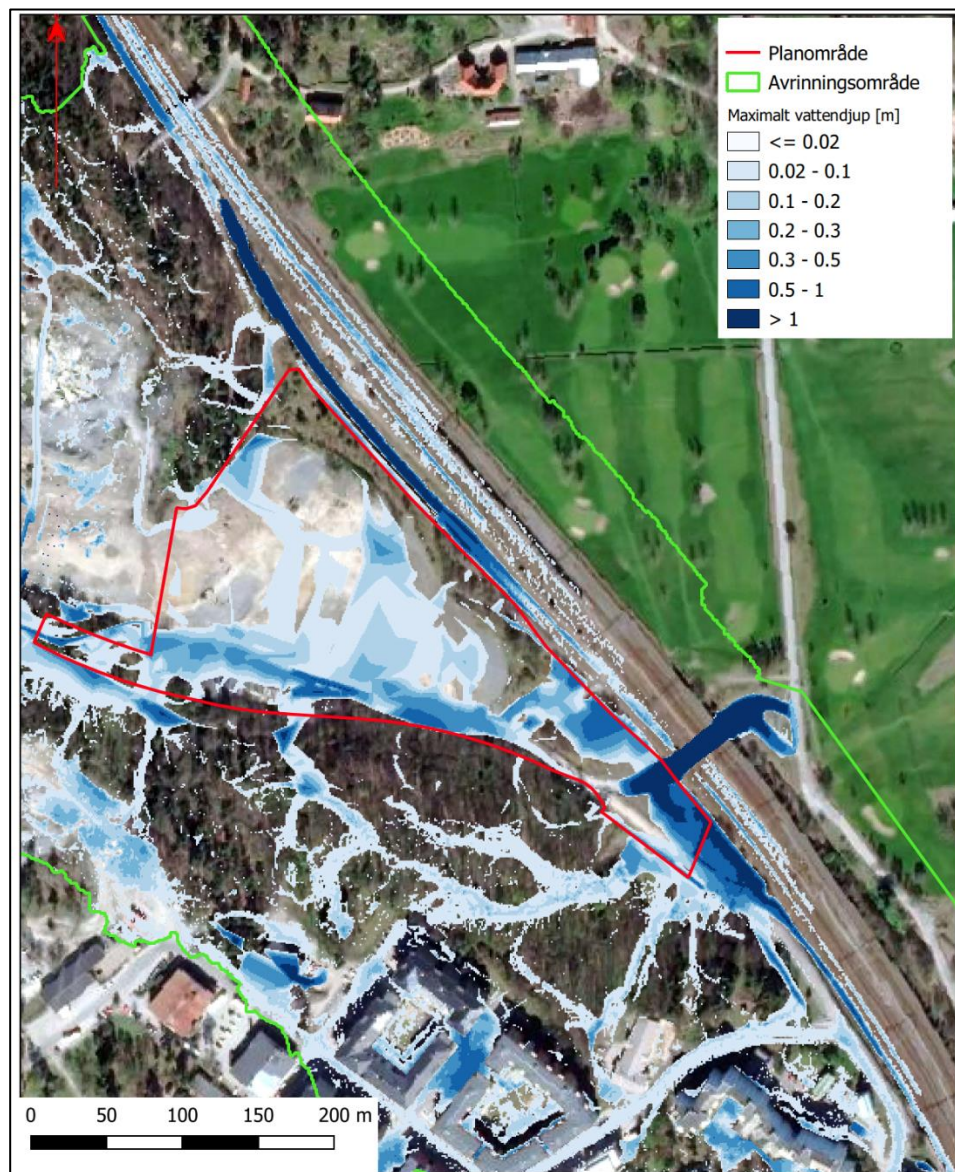 Planområde
Avrinningsområde
Maximalt vattendjup [m]
<= 0.02
0.02 - 0.1
0.1 - 0.2
0.2 - 0.3
0.3 - 0.5
0.5 - 1
> 1
0 50 100 150 200 m